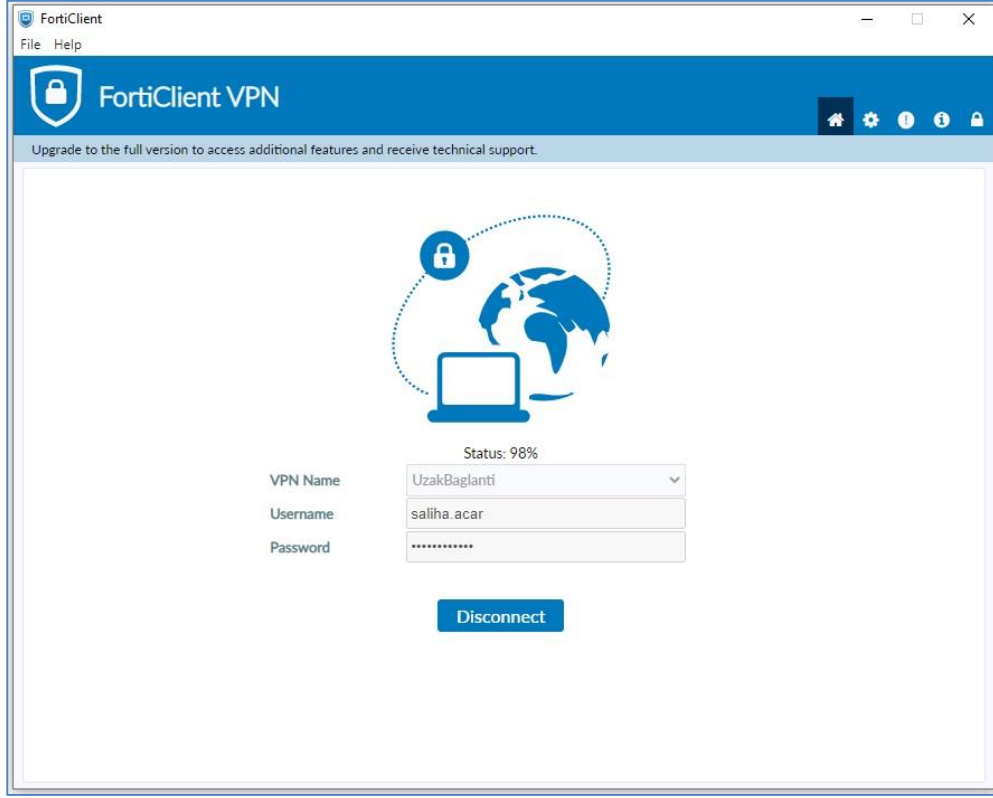 FortiClient
File Help
FortiClient VPN
Upgrade to the full version to access additional features and receive technical support.
Status: 98%
VPN Name UzakBaglanti
Username saliha.acar
Password ••••••••••••
Disconnect